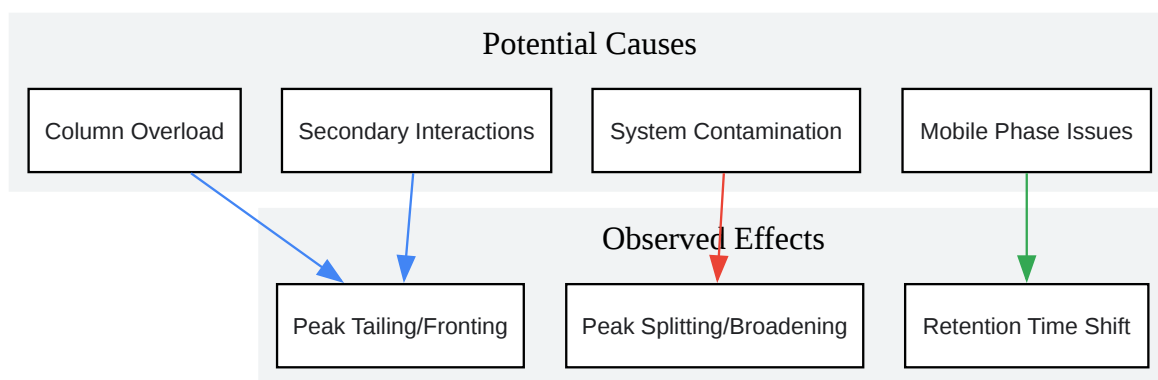 Potential Causes
Column Overload
Secondary Interactions
System Contamination
Mobile Phase Issues
Observed Effects
Peak Tailing/Fronting
Peak Splitting/Broadening
Retention Time Shift